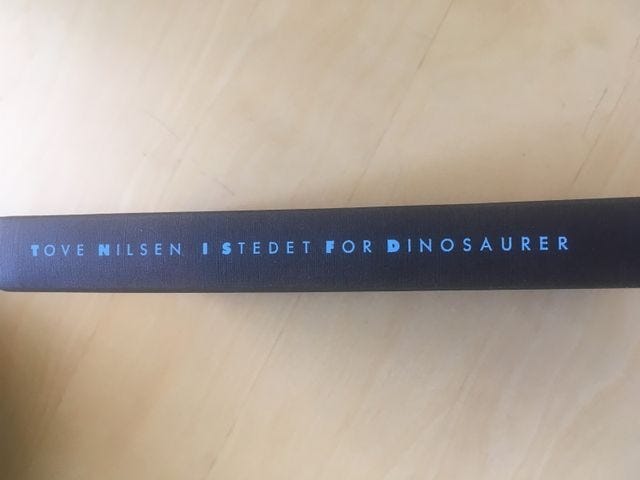 TOVE NILSEN I STEDET FOR DINOSAURER